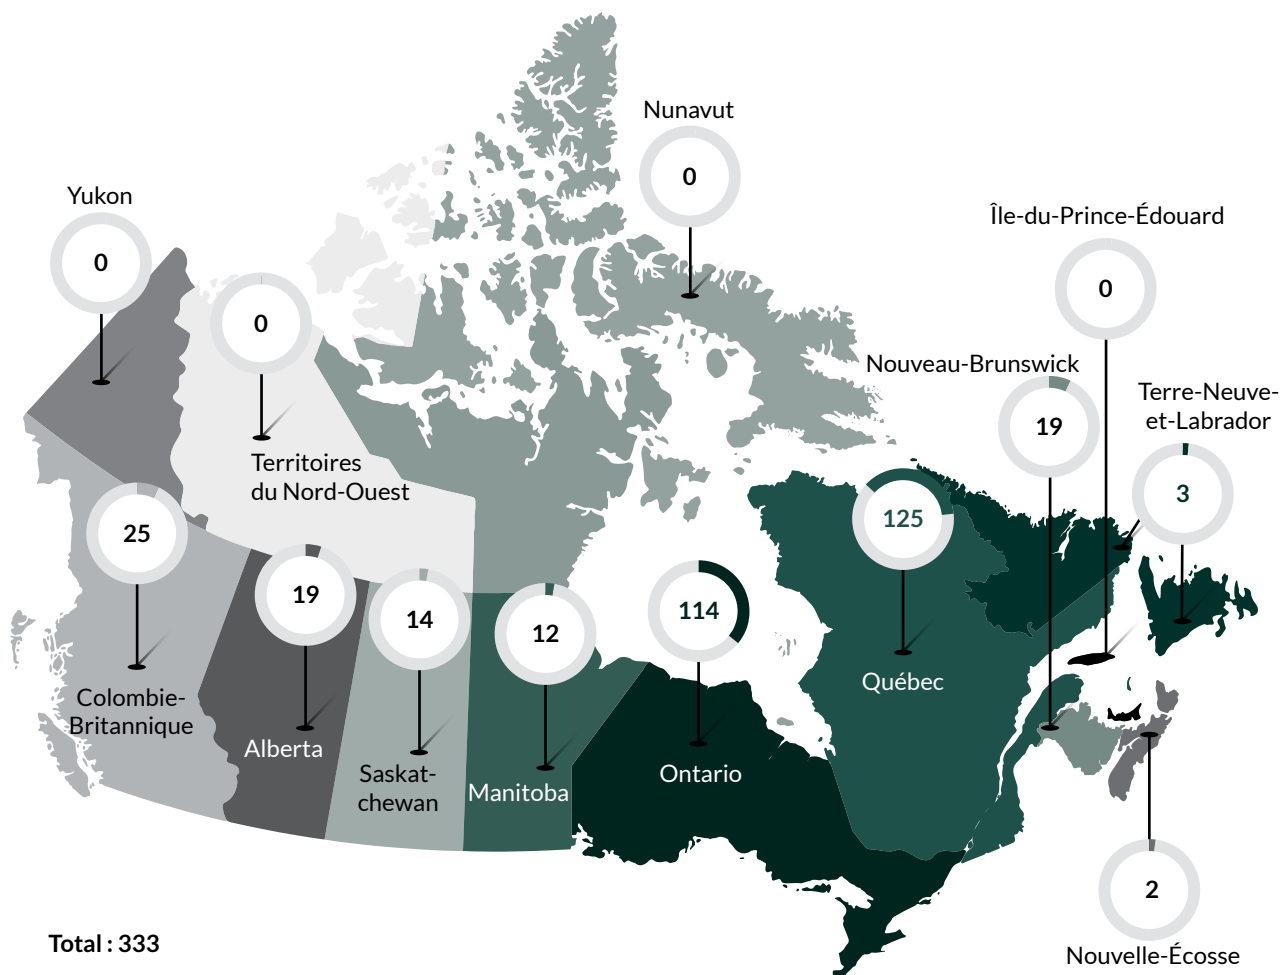 Nunavut
0
Yukon
0
Île-du-Prince-Édouard
0
0
Territoires
du Nord-Ouest
Nouveau-Brunswick
19
Terre-Neuve-
et-Labrador
3
25
Colombie-
Britannique
19
Alberta
14
Saskat-
chewan
12
Manitoba
114
Ontario
125
Québec
2
Nouvelle-Écosse
Total : 333